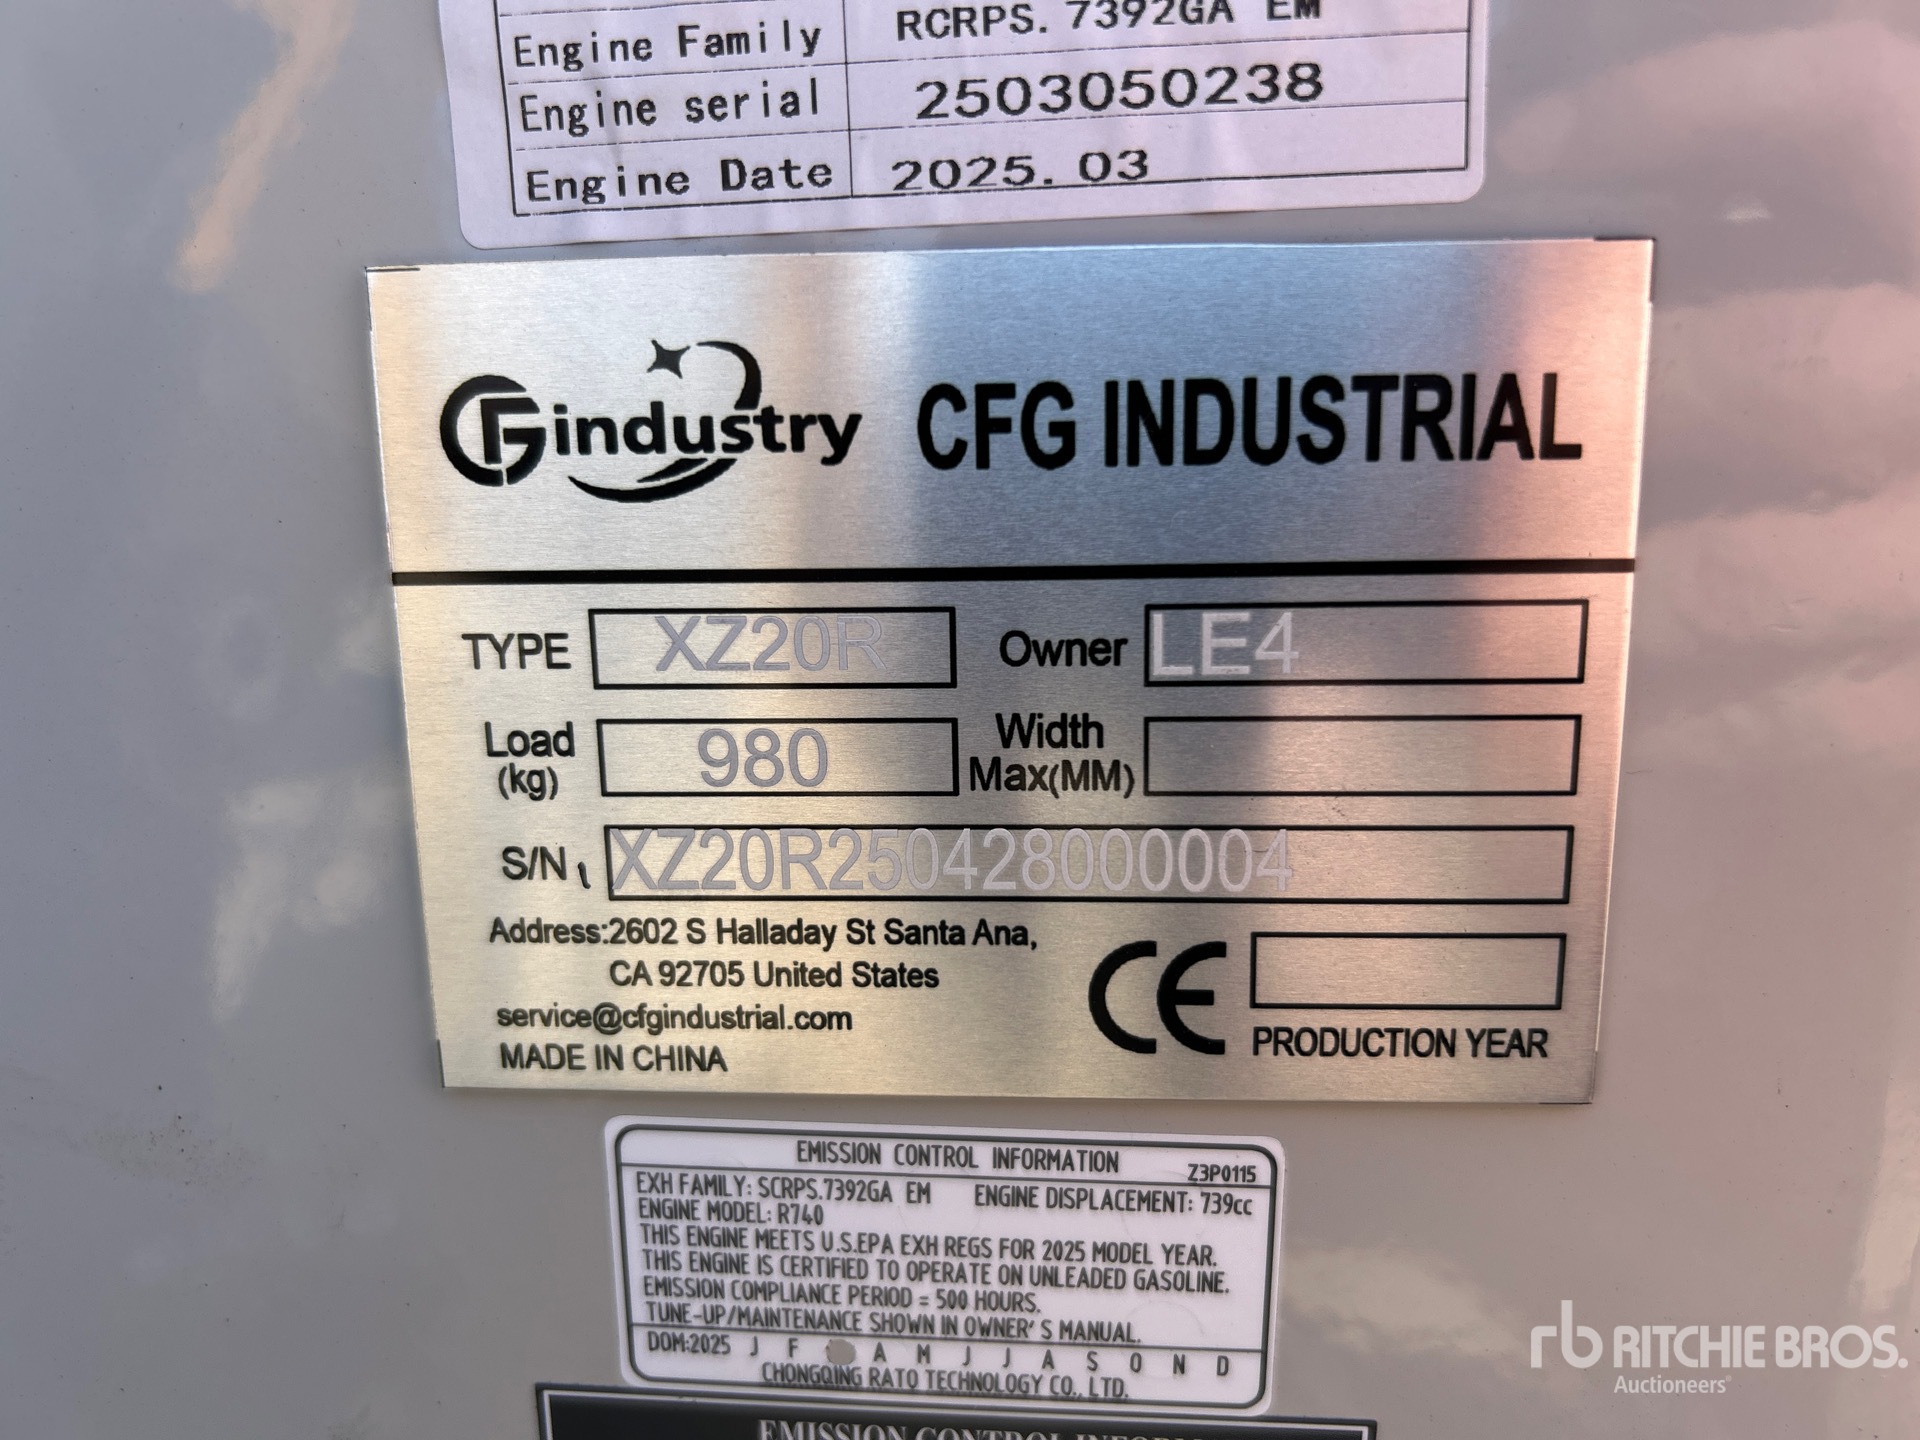 Engine Family RCRPS. 7392GA EM
Engine serial 2503050238
Engine Date 2025. 03
CFG industry CFG INDUSTRIAL
TYPE XZ20R Owner LE4
Load (kg) 980 Width Max(MM)
S/N XZ20R250428000004
Address:2602 S Halladay St Santa Ana,
CA 92705 United States
service@cfgindustrial.com
MADE IN CHINA
CE
PRODUCTION YEAR
EMISSION CONTROL INFORMATION Z3P0115
EXH FAMILY: SCRPS.7392GA EM ENGINE DISPLACEMENT: 739cc
ENGINE MODEL: R740
THIS ENGINE MEETS U.S.EPA EXH REGS FOR 2025 MODEL YEAR.
THIS ENGINE IS CERTIFIED TO OPERATE ON UNLEADED GASOLINE.
EMISSION COMPLIANCE PERIOD = 500 HOURS.
TUNE-UP/MAINTENANCE SHOWN IN OWNER' S MANUAL.
DOM:2025 J F A M J J A S O N D
CHONGQING RATO TECHNOLOGY CO., LTD.
EMISSION CONTROL
rb RITCHIE BROS.
Auctioneers